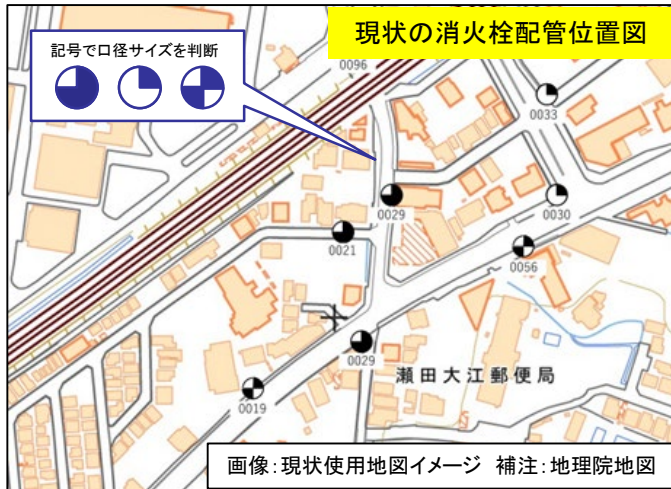 現状の消火栓配管位置図
記号で口径サイズを判断
0096
0033
0029
0030
0021
0056
0029
瀬田大江郵便局
0019
画像:現状使用地図イメージ 補注:地理院地図